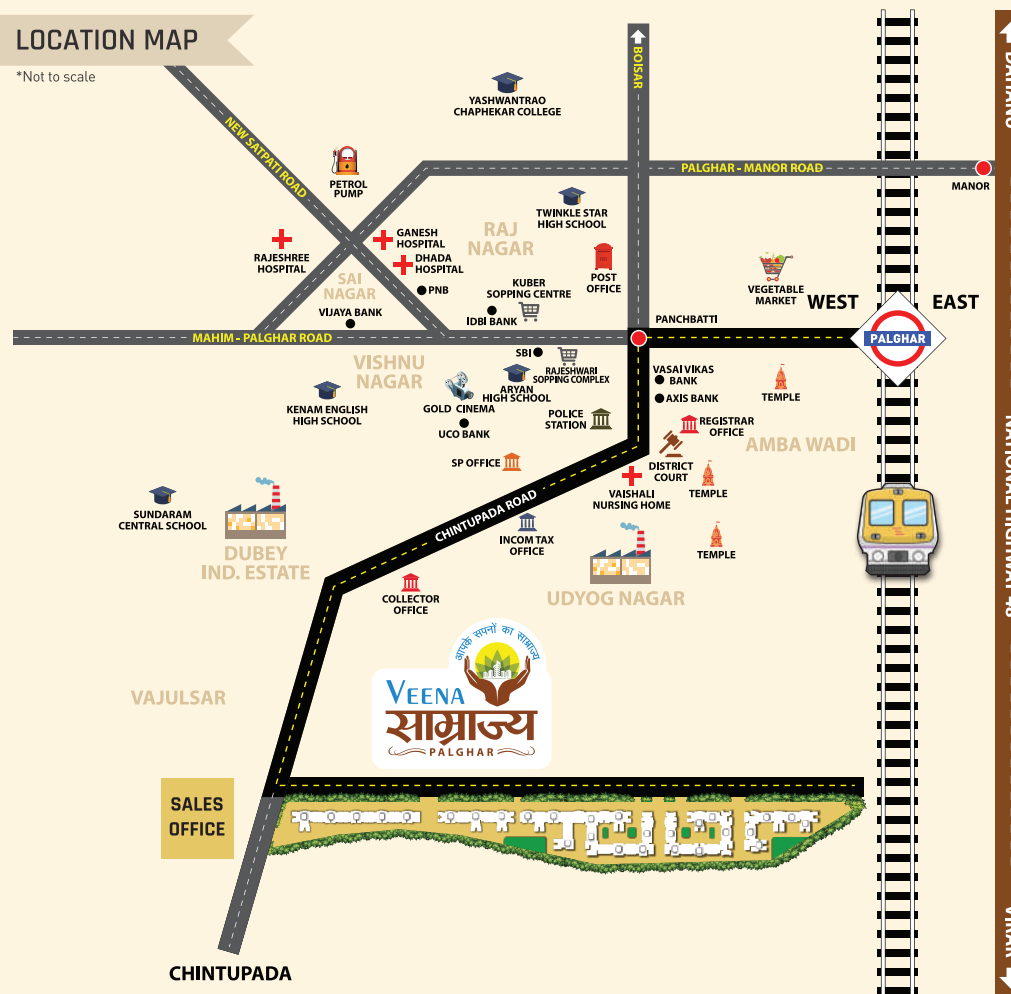 LOCATION MAP
*Not to scale
BOISAR
YASHWANTRAO
CHAPHEKAR COLLEGE
NEW SATPATI ROAD
PETROL
PUMP
PALGHAR - MANOR ROAD
MANOR
TWINKLE STAR
HIGH SCHOOL
RAJ
NAGAR
GANESH
HOSPITAL
RAJESHREE
HOSPITAL
DHADA
HOSPITAL
SAI
NAGAR
PNB
POST
OFFICE
KUBER
SOPPING CENTRE
VEGETABLE
MARKET
WEST
EAST
VIJAYA BANK
IDBI BANK
PANCHBATTI
MAHIM - PALGHAR ROAD
PALGHAR
SBI
RAJESHWARI
SOPPING COMPLEX
VISHNU
NAGAR
ARYAN
HIGH SCHOOL
VASAI VIKAS
BANK
AXIS BANK
TEMPLE
KENAM ENGLISH
HIGH SCHOOL
GOLD CINEMA
UCO BANK
POLICE
STATION
REGISTRAR
OFFICE
AMBA WADI
SP OFFICE
DISTRICT
COURT
TEMPLE
VAISHALI
NURSING HOME
CHINTUPADA ROAD
SUNDARAM
CENTRAL SCHOOL
INCOM TAX
OFFICE
TEMPLE
DUBEY
IND. ESTATE
UDYOG NAGAR
COLLECTOR
OFFICE
आपके सपनों का साम्राज्य
VEENA
साम्राज्य
PALGHAR
VAJULSAR
SALES
OFFICE
CHINTUPADA
NATIONAL HIGHWAY 48
VIRAR